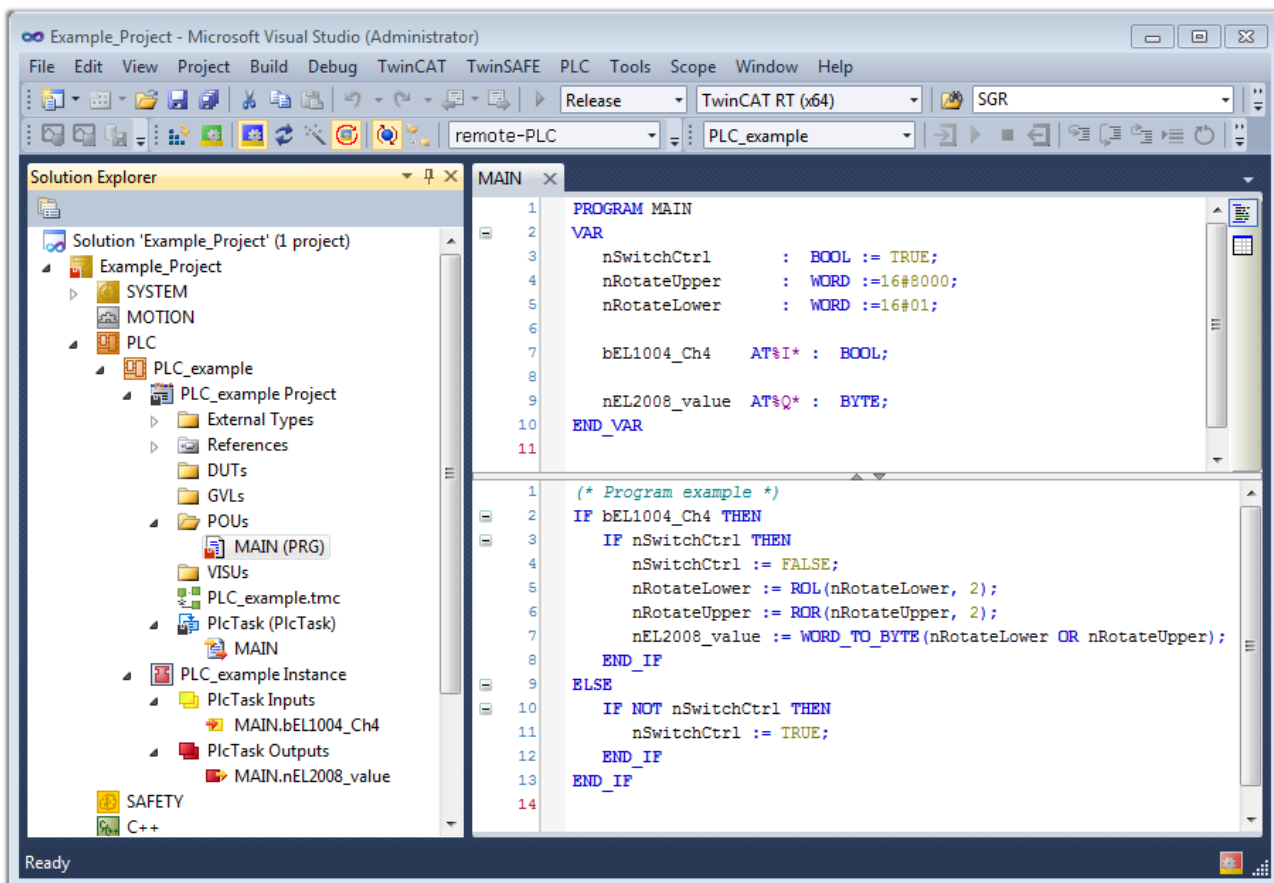 Example_Project - Microsoft Visual Studio (Administrator)
File Edit View Project Build Debug TwinCAT TwinSAFE PLC Tools Scope Window Help
Release TwinCAT RT (x64) SGR
remote-PLC PLC_example
Solution Explorer
Solution 'Example_Project' (1 project)
Example_Project
SYSTEM
MOTION
PLC
PLC_example
PLC_example Project
External Types
References
DUTs
GVLs
POUs
MAIN (PRG)
VISUs
PLC_example.tmc
PlcTask (PlcTask)
MAIN
PLC_example Instance
PlcTask Inputs
MAIN.bEL1004_Ch4
PlcTask Outputs
MAIN.nEL2008_value
SAFETY
C++
MAIN
1 PROGRAM MAIN
2 VAR
3 nSwitchCtrl : BOOL := TRUE;
4 nRotateUpper : WORD :=16#8000;
5 nRotateLower : WORD :=16#01;
6
7 bEL1004_Ch4 AT%I* : BOOL;
8
9 nEL2008_value AT%Q* : BYTE;
10 END_VAR
11
1 (* Program example *)
2 IF bEL1004_Ch4 THEN
3 IF nSwitchCtrl THEN
4 nSwitchCtrl := FALSE;
5 nRotateLower := ROL(nRotateLower, 2);
6 nRotateUpper := ROR(nRotateUpper, 2);
7 nEL2008_value := WORD_TO_BYTE(nRotateLower OR nRotateUpper);
8 END_IF
9 ELSE
10 IF NOT nSwitchCtrl THEN
11 nSwitchCtrl := TRUE;
12 END_IF
13 END_IF
14
Ready